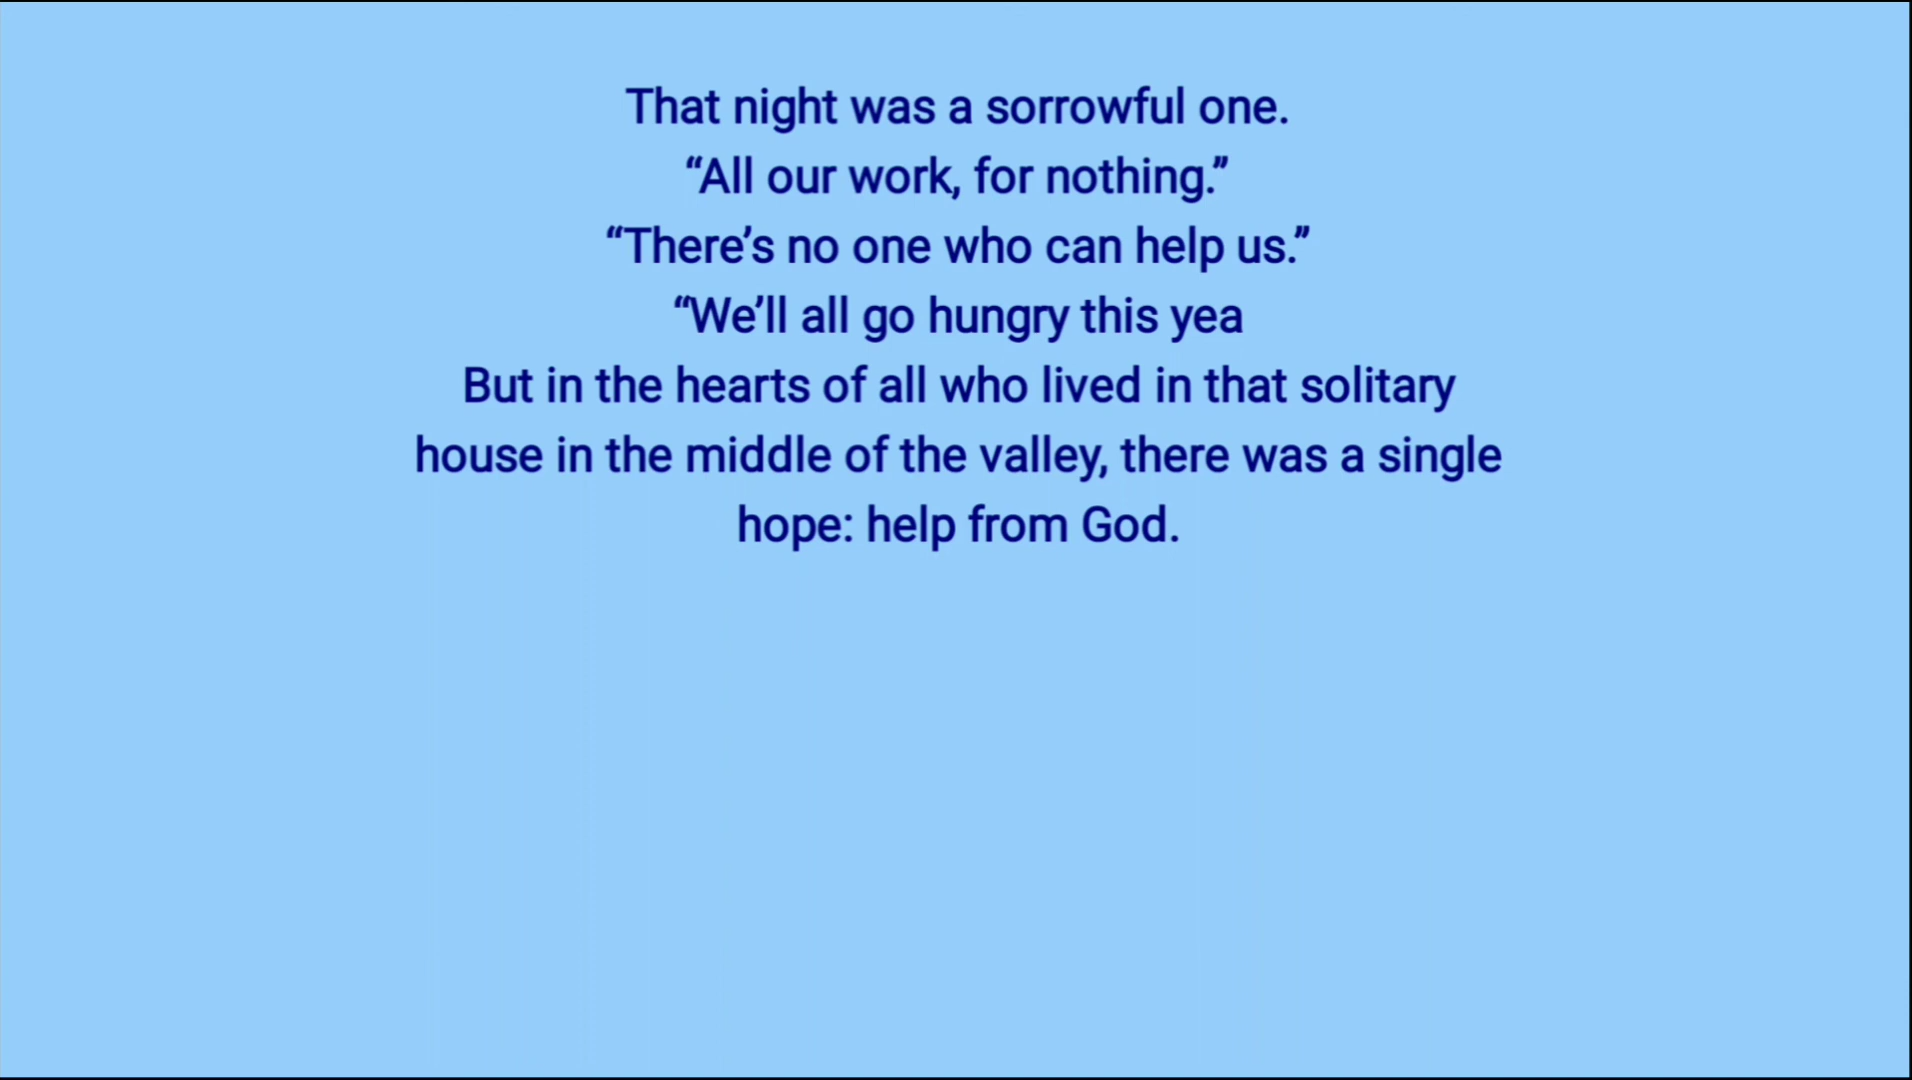 That night was a sorrowful one.
“All our work, for nothing.”
“There’s no one who can help us.”
“We’ll all go hungry this yea
But in the hearts of all who lived in that solitary
house in the middle of the valley, there was a single
hope: help from God.